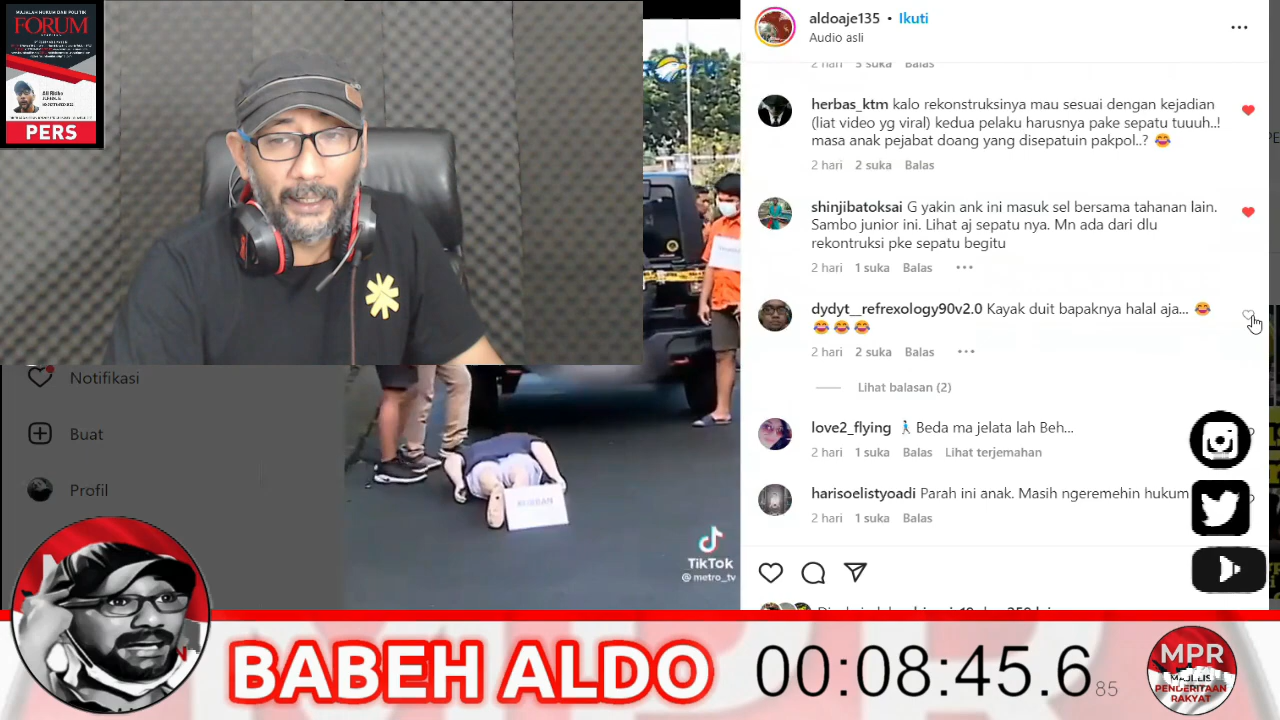 FORUM
Ali Ridho
PERS
aldoaje135 • Ikuti
Audio asli
2 hari 5 suka Balas
herbas_ktm kalo rekonstruksinya mau sesuai dengan kejadian
(liat video yg viral) kedua pelaku harusnya pake sepatu tuuuh..!
masa anak pejabat doang yang disepatuin pakpol..? 😂
2 hari 2 suka Balas
shinjibatoksai G yakin ank ini masuk sel bersama tahanan lain.
Sambo junior ini. Lihat aj sepatu nya. Mn ada dari dlu
rekontruksi pke sepatu begitu
2 hari 1 suka Balas •••
dydyt__refrexology90v2.0 Kayak duit bapaknya halal aja... 😂
😂😂😂
2 hari 2 suka Balas •••
Lihat balasan (2)
love2_flying 🚶 Beda ma jelata lah Beh...
2 hari 1 suka Balas Lihat terjemahan
harisoelistyoadi Parah ini anak. Masih ngeremehin hukum
2 hari 1 suka Balas
Notifikasi
Buat
Profil
KORBAN
TikTok
@metro_tv
BABEH ALDO
00:08:45.6
85
MPR
MAJELIS
PENDERITAAN
RAKYAT